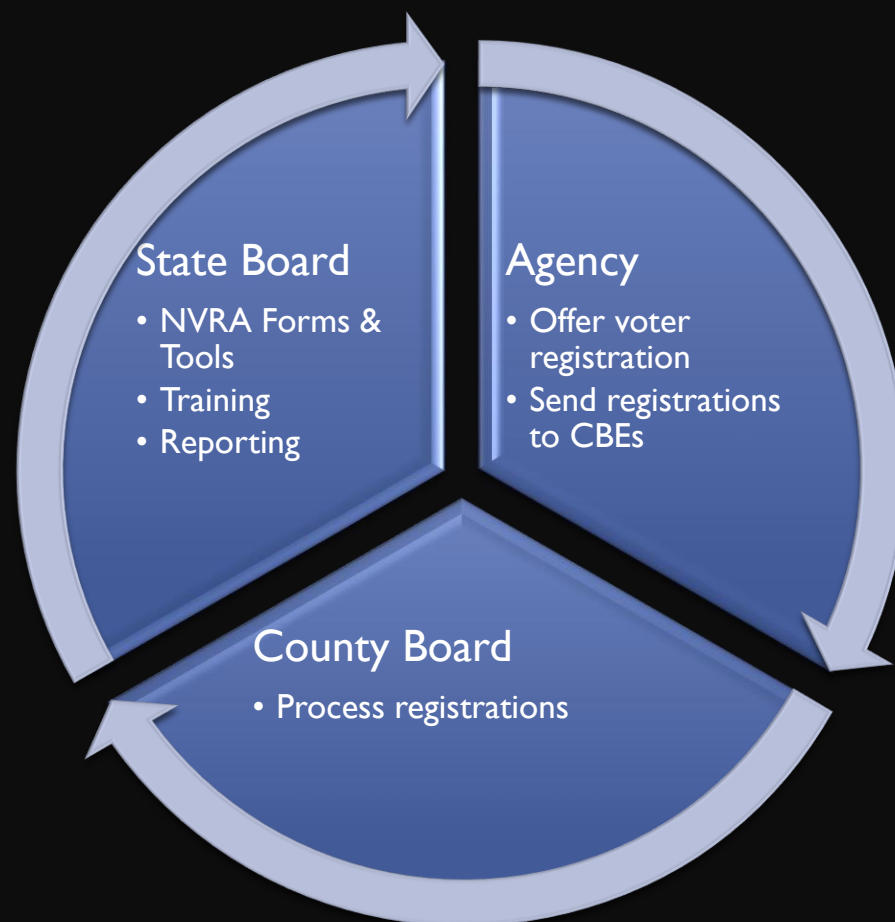 State Board
• NVRA Forms &
Tools
• Training
• Reporting
Agency
• Offer voter
registration
• Send registrations
to CBEs
County Board
• Process registrations